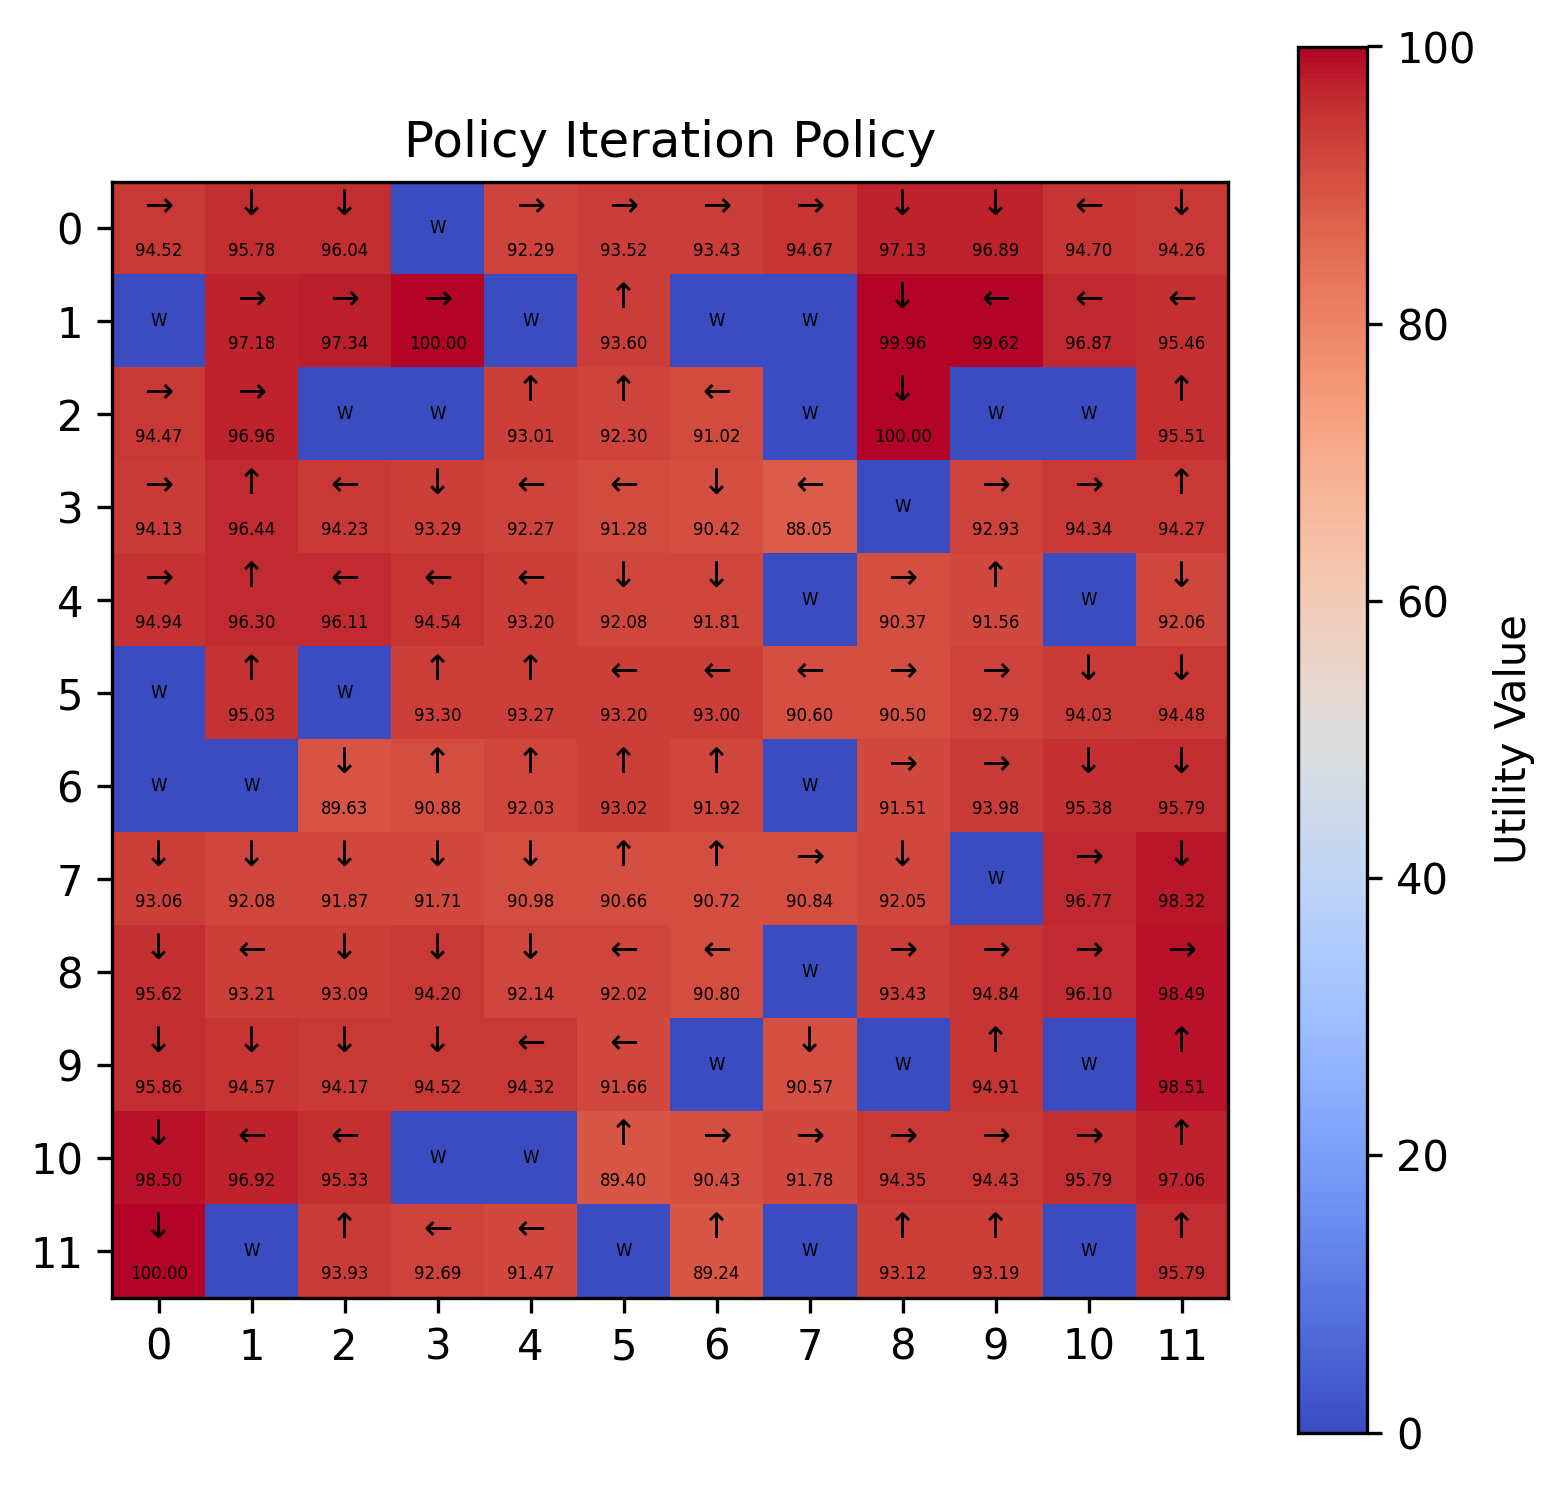 Policy Iteration Policy
0 → ↓ ↓ W → → → → ↓ ↓ ← ↓
94.52 95.78 96.04 92.29 93.52 93.43 94.67 97.13 96.89 94.70 94.26
1 W → → → W ↑ W W ↓ ← ← ←
97.18 97.34 100.00 93.60 99.96 99.62 96.87 95.46
2 → → W W ↑ ↑ ← W ↓ W W ↑
94.47 96.96 93.01 92.30 91.02 100.00 95.51
3 → ↑ ← ↓ ← ← ↓ ← W → → ↑
94.13 96.44 94.23 93.29 92.27 91.28 90.42 88.05 92.93 94.34 94.27
4 → ↑ ← ← ← ↓ ↓ W → ↑ W ↓
94.94 96.30 96.11 94.54 93.20 92.08 91.81 90.37 91.56 92.06
5 W ↑ W ↑ ↑ ← ← ← → → ↓ ↓
95.03 93.30 93.27 93.20 93.00 90.60 90.50 92.79 94.03 94.48
6 W W ↓ ↑ ↑ ↑ ↑ W → → ↓ ↓
89.63 90.88 92.03 93.02 91.92 91.51 93.98 95.38 95.79
7 ↓ ↓ ↓ ↓ ↓ ↑ ↑ → ↓ W → ↓
93.06 92.08 91.87 91.71 90.98 90.66 90.72 90.84 92.05 96.77 98.32
8 ↓ ← ↓ ↓ ↓ ← ← W → → → →
95.62 93.21 93.09 94.20 92.14 92.02 90.80 93.43 94.84 96.10 98.49
9 ↓ ↓ ↓ ↓ ← ← W ↓ W ↑ W ↑
95.86 94.57 94.17 94.52 94.32 91.66 90.57 94.91 98.51
10 ↓ ← ← W W ↑ → → → → → ↑
98.50 96.92 95.33 89.40 90.43 91.78 94.35 94.43 95.79 97.06
11 ↓ W ↑ ← ← W ↑ W ↑ ↑ W ↑
100.00 93.93 92.69 91.47 89.24 93.12 93.19 95.79
0 1 2 3 4 5 6 7 8 9 10 11
100
80
60
40
20
0
Utility Value